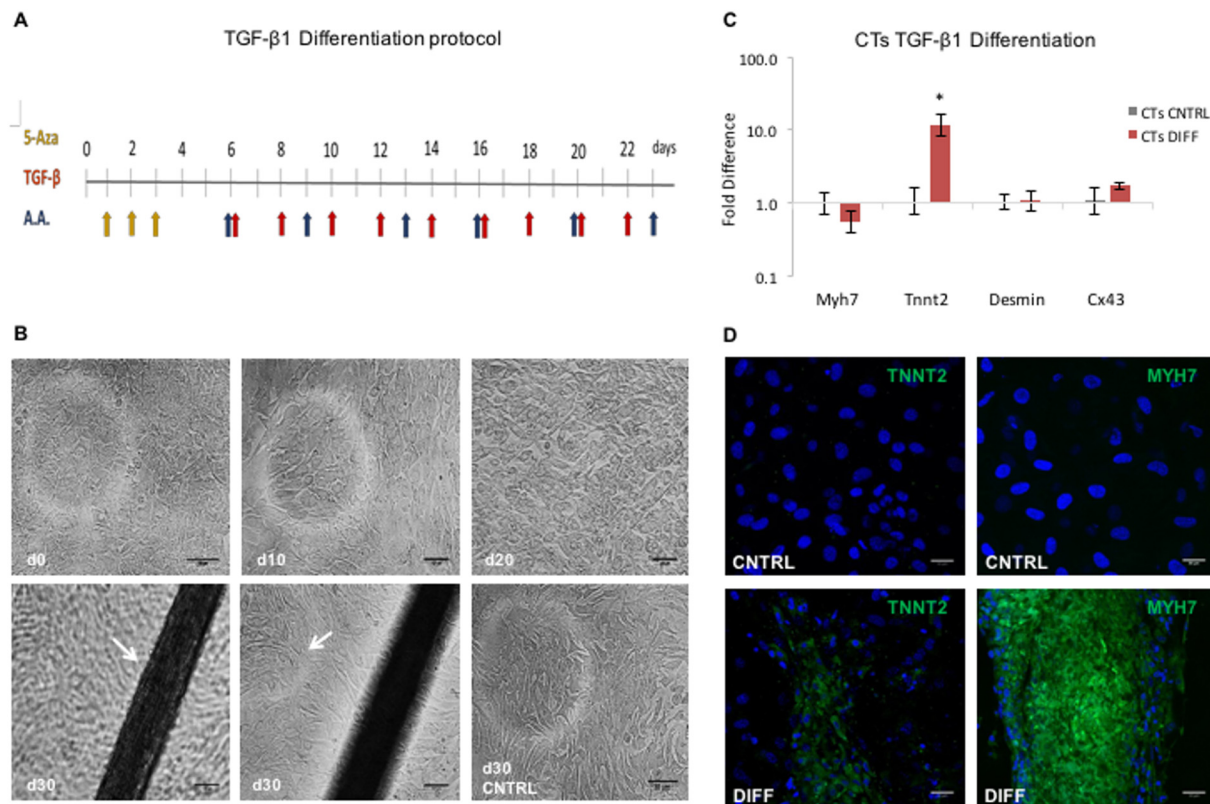 A
TGF-β1 Differentiation protocol
5-Aza
0 2 4 6 8 10 12 14 16 18 20 22 days
TGF-β
A.A.
B
d0
d10
d20
d30
d30
d30
CNTRL
C
CTs TGF-β1 Differentiation
100.0
10.0
1.0
0.1
Fold Difference
*
CTs CNTRL
CTs DIFF
Myh7 Tnnt2 Desmin Cx43
D
TNNT2
CNTRL
MYH7
CNTRL
TNNT2
DIFF
MYH7
DIFF